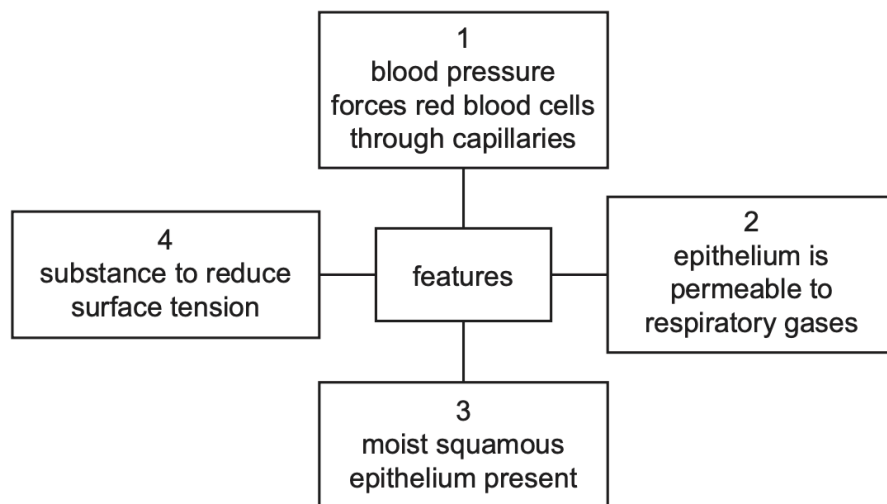 1
blood pressure
forces red blood cells
through capillaries
4
substance to reduce
surface tension
features
2
epithelium is
permeable to
respiratory gases
3
moist squamous
epithelium present